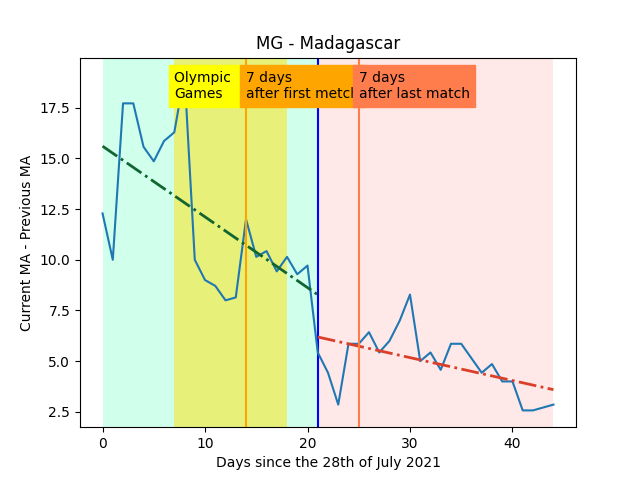 MG - Madagascar
Olympic
Games
7 days
after first match
7 days
after last match
Current MA - Previous MA
17.5
15.0
12.5
10.0
7.5
5.0
2.5
0
10
20
30
40
Days since the 28th of July 2021